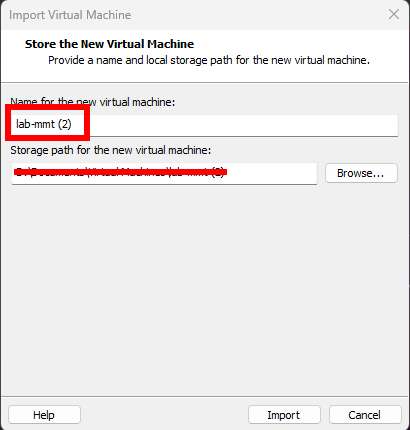 Import Virtual Machine
Store the New Virtual Machine
Provide a name and local storage path for the new virtual machine.
Name for the new virtual machine:
lab-mmt (2)
Storage path for the new virtual machine:
Browse...
Help
Import
Cancel